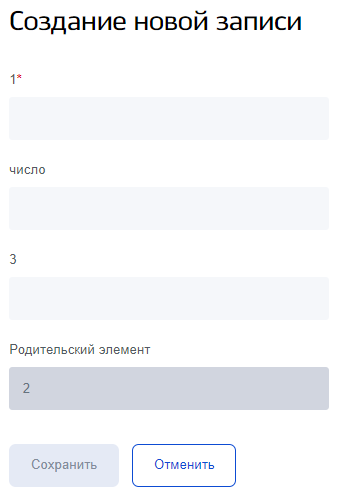 Создание новой записи
1*
число
3
Родительский элемент
2
Сохранить
Отменить